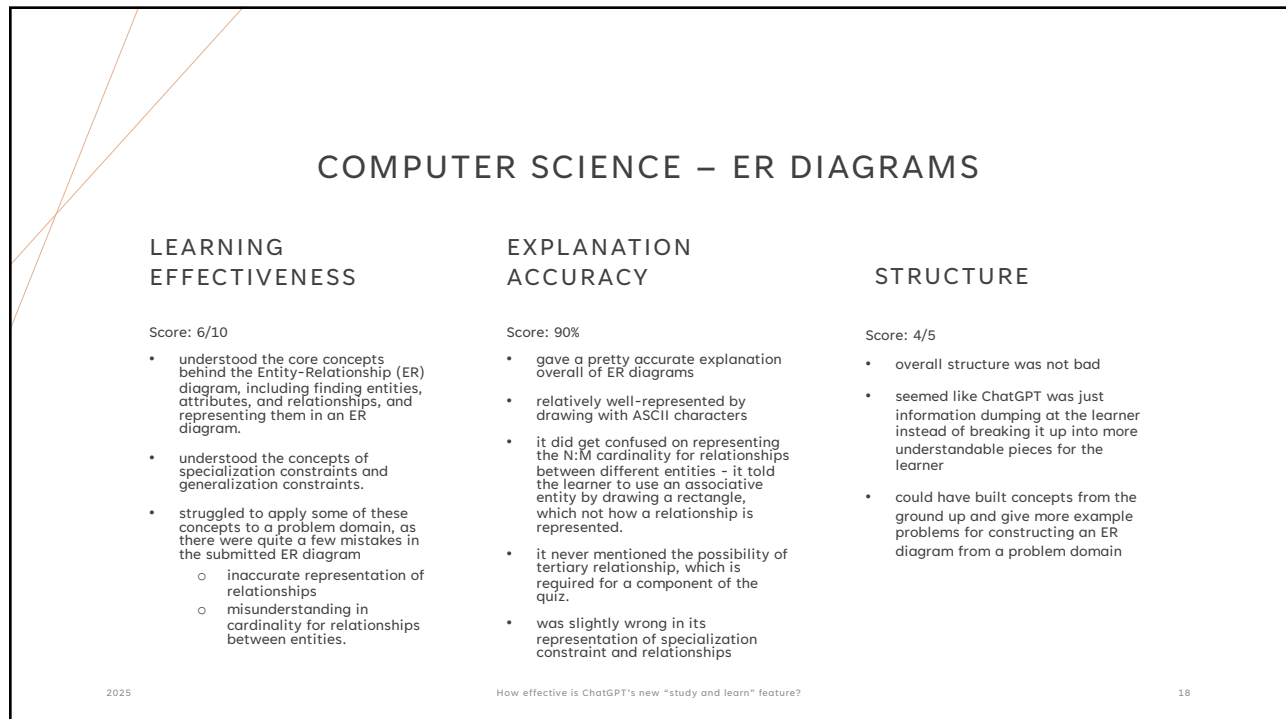 COMPUTER SCIENCE – ER DIAGRAMS
LEARNING
EFFECTIVENESS
Score: 6/10
• understood the core concepts
behind the Entity-Relationship (ER)
diagram, including finding entities,
attributes, and relationships, and
representing them in an ER
diagram.
• understood the concepts of
specialization constraints and
generalization constraints.
• struggled to apply some of these
concepts to a problem domain, as
there were quite a few mistakes in
the submitted ER diagram
o inaccurate representation of
relationships
o misunderstanding in
cardinality for relationships
between entities.
EXPLANATION
ACCURACY
Score: 90%
• gave a pretty accurate explanation
overall of ER diagrams
• relatively well-represented by
drawing with ASCII characters
• it did get confused on representing
the N:M cardinality for relationships
between different entities - it told
the learner to use an associative
entity by drawing a rectangle,
which not how a relationship is
represented.
• it never mentioned the possibility of
tertiary relationship, which is
required for a component of the
quiz.
• was slightly wrong in its
representation of specialization
constraint and relationships
STRUCTURE
Score: 4/5
• overall structure was not bad
• seemed like ChatGPT was just
information dumping at the learner
instead of breaking it up into more
understandable pieces for the
learner
• could have built concepts from the
ground up and give more example
problems for constructing an ER
diagram from a problem domain
2025
How effective is ChatGPT's new “study and learn” feature?
18